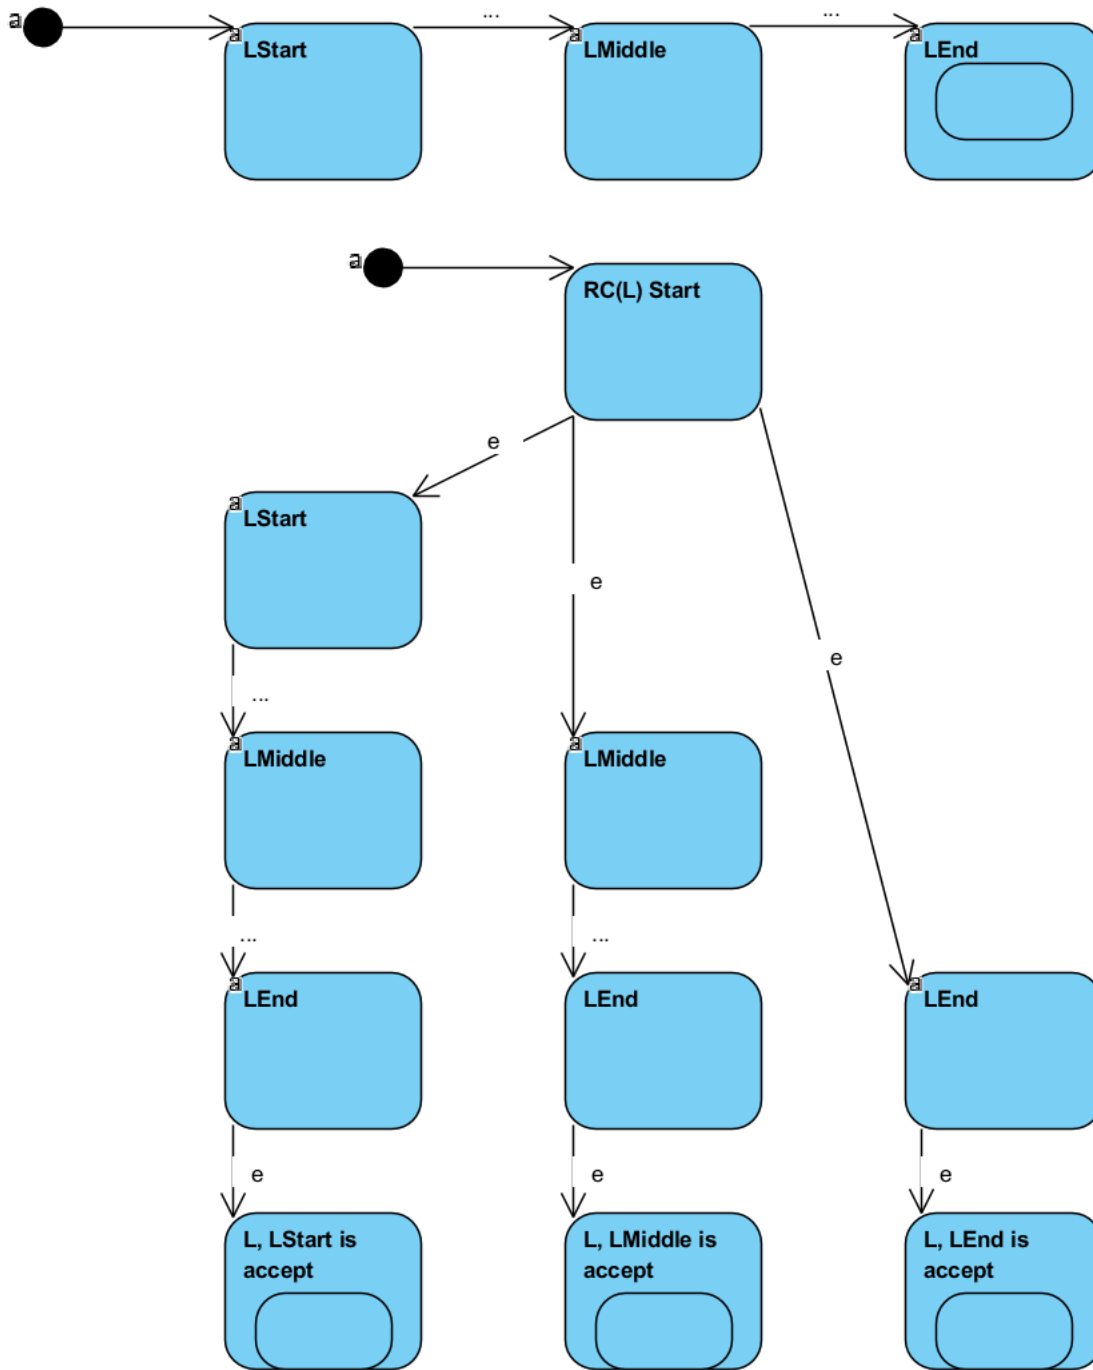 a
...
...
a LStart
a LMiddle
a LEnd
a
RC(L) Start
e
a LStart
e
e
...
a LMiddle
a LMiddle
...
...
a LEnd
LEnd
a LEnd
e
e
e
L, LStart is
accept
L, LMiddle is
accept
L, LEnd is
accept